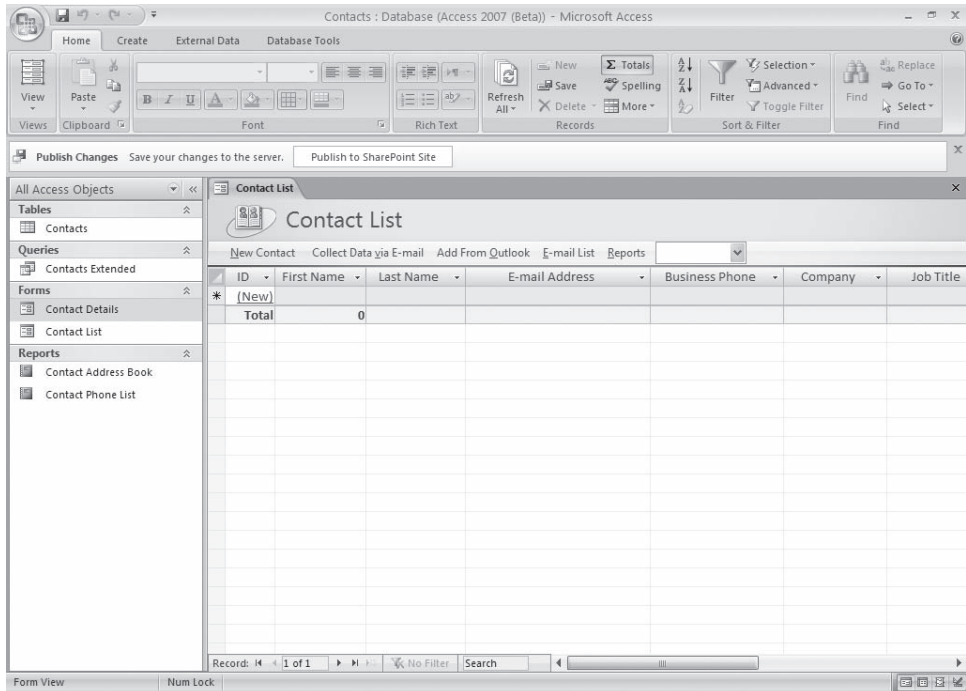 Contacts : Database (Access 2007 (Beta)) - Microsoft Access
Home Create External Data Database Tools
View
Views
Paste
Clipboard
B I U
Font
Rich Text
Refresh All
New
Save
Delete
Σ Totals
Spelling
More
Records
Filter
Selection
Advanced
Toggle Filter
Sort & Filter
Find
Replace
Go To
Select
Find
Publish Changes Save your changes to the server. Publish to SharePoint Site
All Access Objects
Tables
Contacts
Queries
Contacts Extended
Forms
Contact Details
Contact List
Reports
Contact Address Book
Contact Phone List
Contact List
Contact List
New Contact Collect Data via E-mail Add From Outlook E-mail List Reports
ID First Name Last Name E-mail Address Business Phone Company Job Title
(New)
Total 0
Record: 1 of 1 No Filter Search
Form View Num Lock